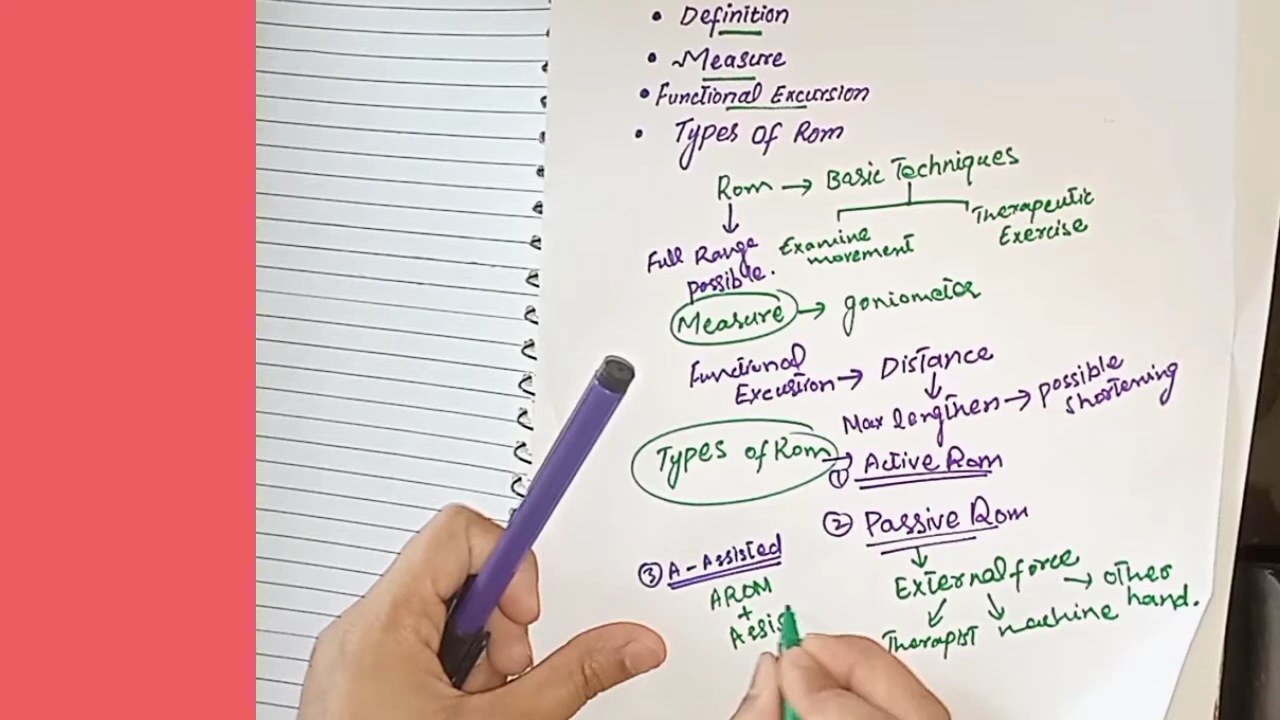 • Definition
• Measure
• Functional Excursion
• Types of Rom
Rom → Basic Techniques
Full Range possible.
Examine movement
Therapeutic Exercise
Measure → goniometer
Functional Excusrion → Distance
Max lengthen → possible shortening
Types of Rom → ① Active Rom
② Passive Rom
External force → other hand.
Therapist
machine
③ A-Assisted
AROM
+
Assis